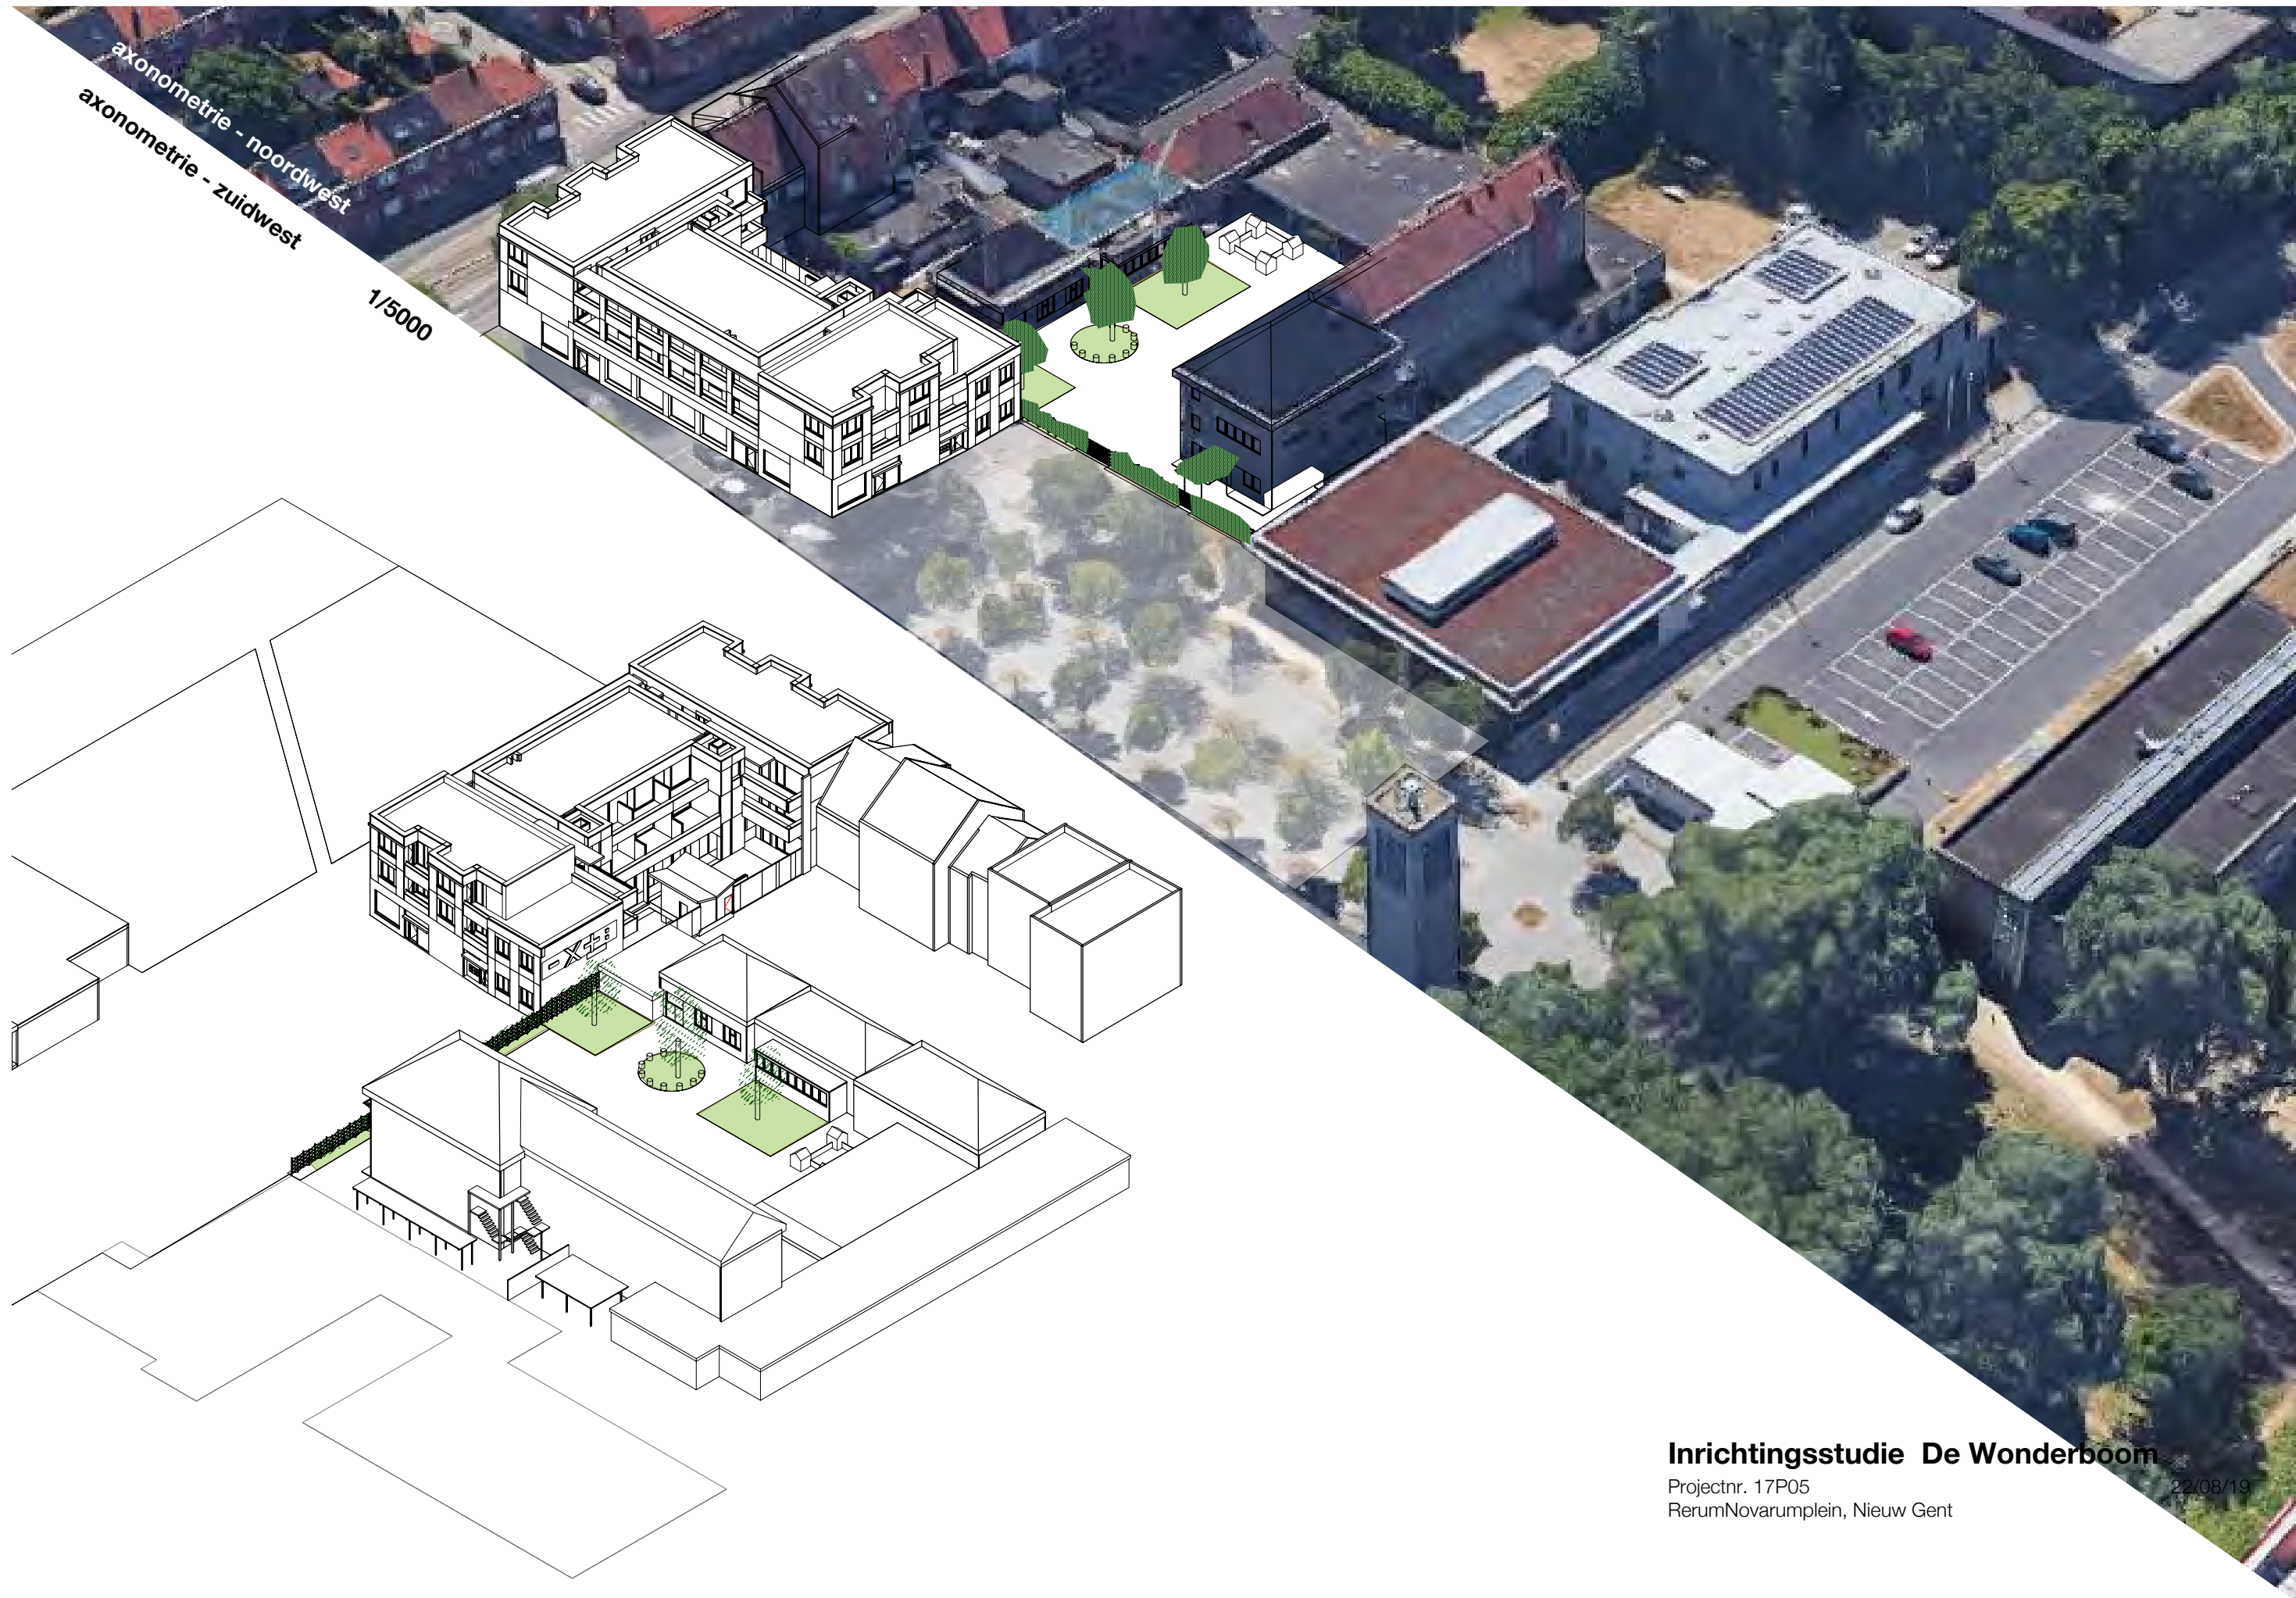 axonometrie - noordwest
axonometrie - zuidwest
1/5000
Inrichtingsstudie De Wonderboom
Projectnr. 17P05
22/08/19
RerumNovarumplein, Nieuw Gent